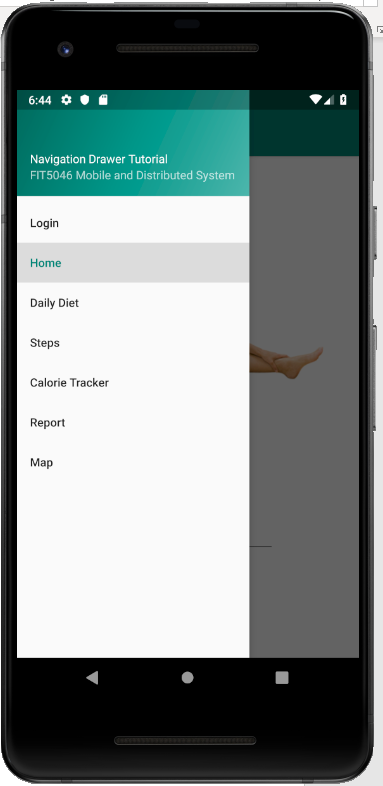 6:44
Navigation Drawer Tutorial
FIT5046 Mobile and Distributed System
Login
Home
Daily Diet
Steps
Calorie Tracker
Report
Map